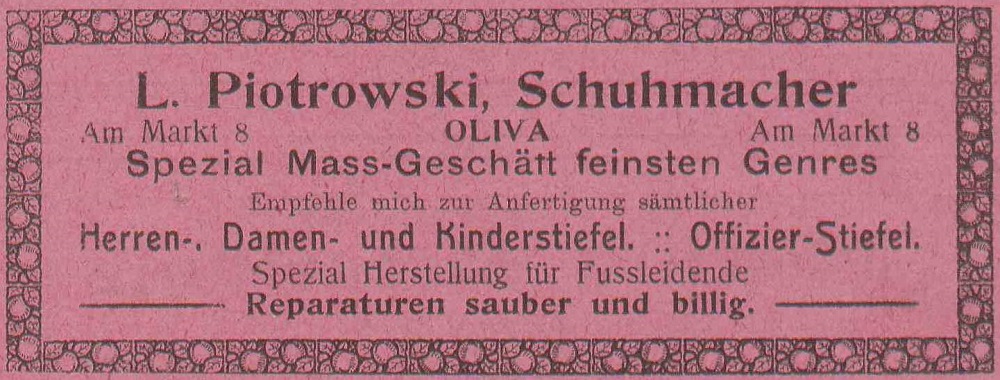 L. Piotrowski, Schuhmacher
Am Markt 8 OLIVA Am Markt 8
Spezial Mass-Geschätt feinsten Genres
Empfehle mich zur Anfertigung sämtlicher
Herren-, Damen- und Kinderstiefel. :: Offizier-Stiefel.
Spezial Herstellung für Fussleidende
Reparaturen sauber und billig.